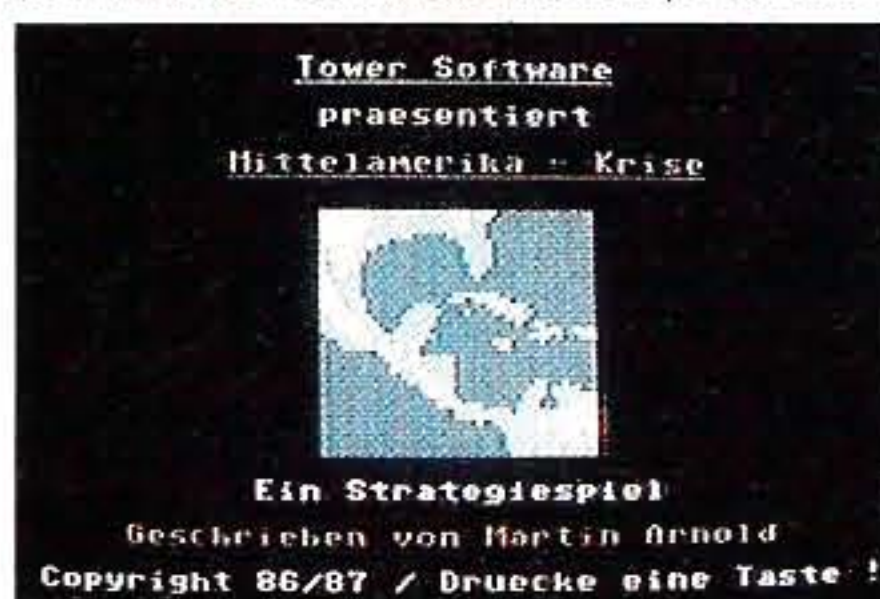 Tower Software
praesentiert
Mittelamerika - Krise
Ein Strategiespiel
Geschrieben von Martin Arnold
Copyright 86/87 / Druecke eine Taste !